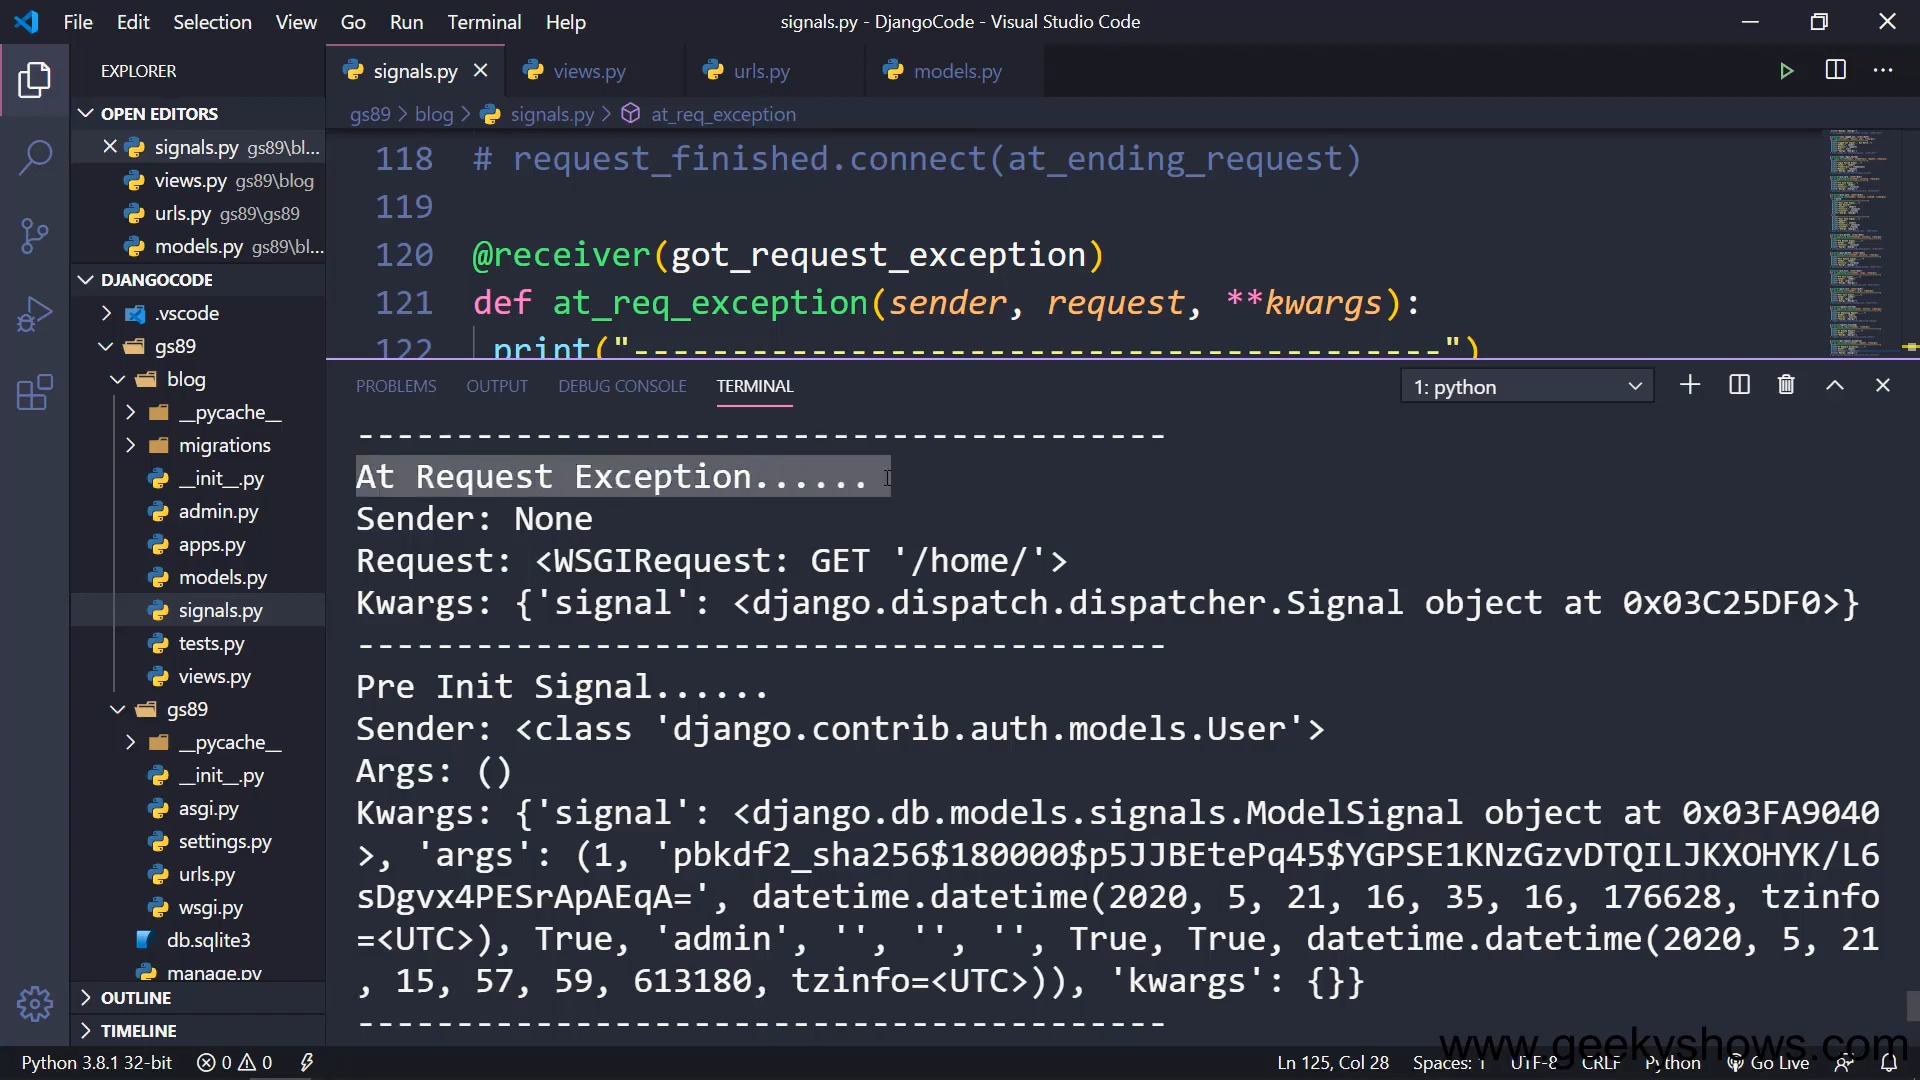 File Edit Selection View Go Run Terminal Help
signals.py - DjangoCode - Visual Studio Code
EXPLORER
signals.py
views.py
urls.py
models.py
OPEN EDITORS
signals.py gs89\bl...
views.py gs89\blog
urls.py gs89\gs89
models.py gs89\bl...
DJANGOCODE
.vscode
gs89
blog
__pycache__
migrations
__init__.py
admin.py
apps.py
models.py
signals.py
tests.py
views.py
gs89
__pycache__
__init__.py
asgi.py
settings.py
urls.py
wsgi.py
db.sqlite3
manage.py
OUTLINE
TIMELINE
gs89 > blog > signals.py > at_req_exception
118 # request_finished.connect(at_ending_request)
119
120 @receiver(got_request_exception)
121 def at_req_exception(sender, request, **kwargs):
122 print("-----------------------------------------")
PROBLEMS OUTPUT DEBUG CONSOLE TERMINAL
1: python
-----------------------------------------
At Request Exception......
Sender: None
Request: <WSGIRequest: GET '/home/'>
Kwargs: {'signal': <django.dispatch.dispatcher.Signal object at 0x03C25DF0>}
-----------------------------------------
Pre Init Signal......
Sender: <class 'django.contrib.auth.models.User'>
Args: ()
Kwargs: {'signal': <django.db.models.signals.ModelSignal object at 0x03FA9040
>, 'args': (1, 'pbkdf2_sha256$180000$p5JJBEtePq45$YGPSE1KNzGzvDTQILJKXOHYK/L6
sDgvx4PESrApAEqA=', datetime.datetime(2020, 5, 21, 16, 35, 16, 176628, tzinfo
=<UTC>), True, 'admin', '', '', '', True, True, datetime.datetime(2020, 5, 21
, 15, 57, 59, 613180, tzinfo=<UTC>)), 'kwargs': {}}
-----------------------------------------
www.geekyshows.com
Python 3.8.1 32-bit 0 0
Ln 125, Col 28 Spaces: 1 UTF-8 CRLF Python Go Live